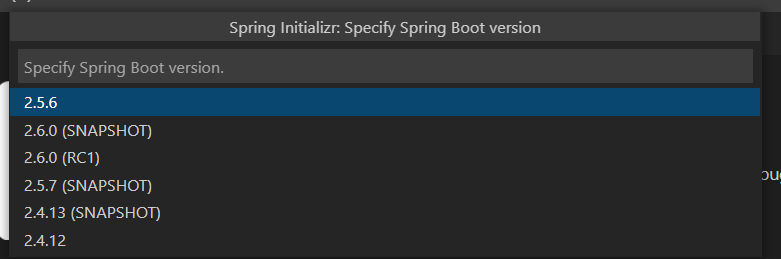 Spring Initializr: Specify Spring Boot version
Specify Spring Boot version.
2.5.6
2.6.0 (SNAPSHOT)
2.6.0 (RC1)
2.5.7 (SNAPSHOT)
2.4.13 (SNAPSHOT)
2.4.12